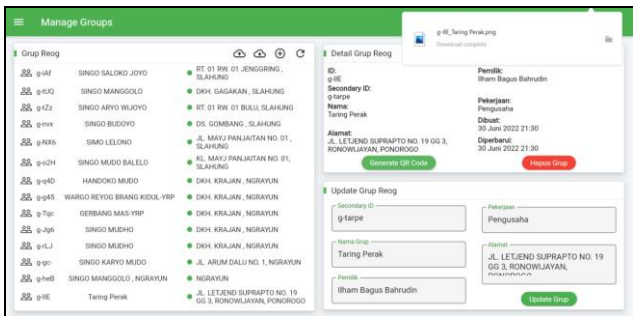 Manage Groups
g-IIE_Taring Perak.png
Download complete
Grup Reog
g-iAf SINGO SALOKO JOYO RT. 01 RW. 01 JENGGRING , SLAHUNG
g-tUQ SINGO MANGGOLO DKH. GAGAKAN , SLAHUNG
g-tZz SINGO ARYO WIJOYO RT. 01 RW. 01 BULU, SLAHUNG
g-nvx SINGO BUDOYO DS. GOMBANG , SLAHUNG
g-NX6 SIMO LELONO JL. MAYJ PANJAITAN NO. 01 , SLAHUNG
g-o2H SINGO MUDO BALELO KL. MAYJ PANJAITAN NO. 81, SLAHUNG
g-q4D HANDOKO MUDO DKH. KRAJAN , NGRAYUN
g-g45 WARGO REYOG BRANG KIDUL-YRP DKH. KRAJAN , NGRAYUN
g-Tqc GERBANG MAS-YRP DKH. KRAJAN , NGRAYUN
g-Jg6 SINGO MUDHO DKH. KRAJAN , NGRAYUN
g-rLJ SINGO MUDHO DKH. KRAJAN , NGRAYUN
g-gc- SINGO KARYO MUDO JL. ARUM DALU NO. 1, NGRAYUN
g-heB SINGO MANGGOLO , NGRAYUN NGRAYUN
g-IIE Taring Perak JL. LETJEND SUPRAPTO NO. 19 GG 3, RONOWIJAYAN, PONOROGO
Detail Grup Reog
ID:
g-IIE
Secondary ID:
g-tarpe
Nama:
Taring Perak
Alamat:
JL. LETJEND SUPRAPTO NO. 19 GG 3,
RONOWIJAYAN, PONOROGO
Pemilik:
Ilham Bagus Bahrudin
Pekerjaan:
Pengusaha
Dibuat:
30 Juni 2022 21:30
Diperbarui:
30 Juni 2022 21:30
Generate QR Code
Hapus Grup
Update Grup Reog
Secondary ID
g-tarpe
Nama Grup
Taring Perak
Pemilik
Ilham Bagus Bahrudin
Pekerjaan
Pengusaha
Alamat
JL. LETJEND SUPRAPTO NO. 19
GG 3, RONOWIJAYAN,
PONOROGO
Update Grup